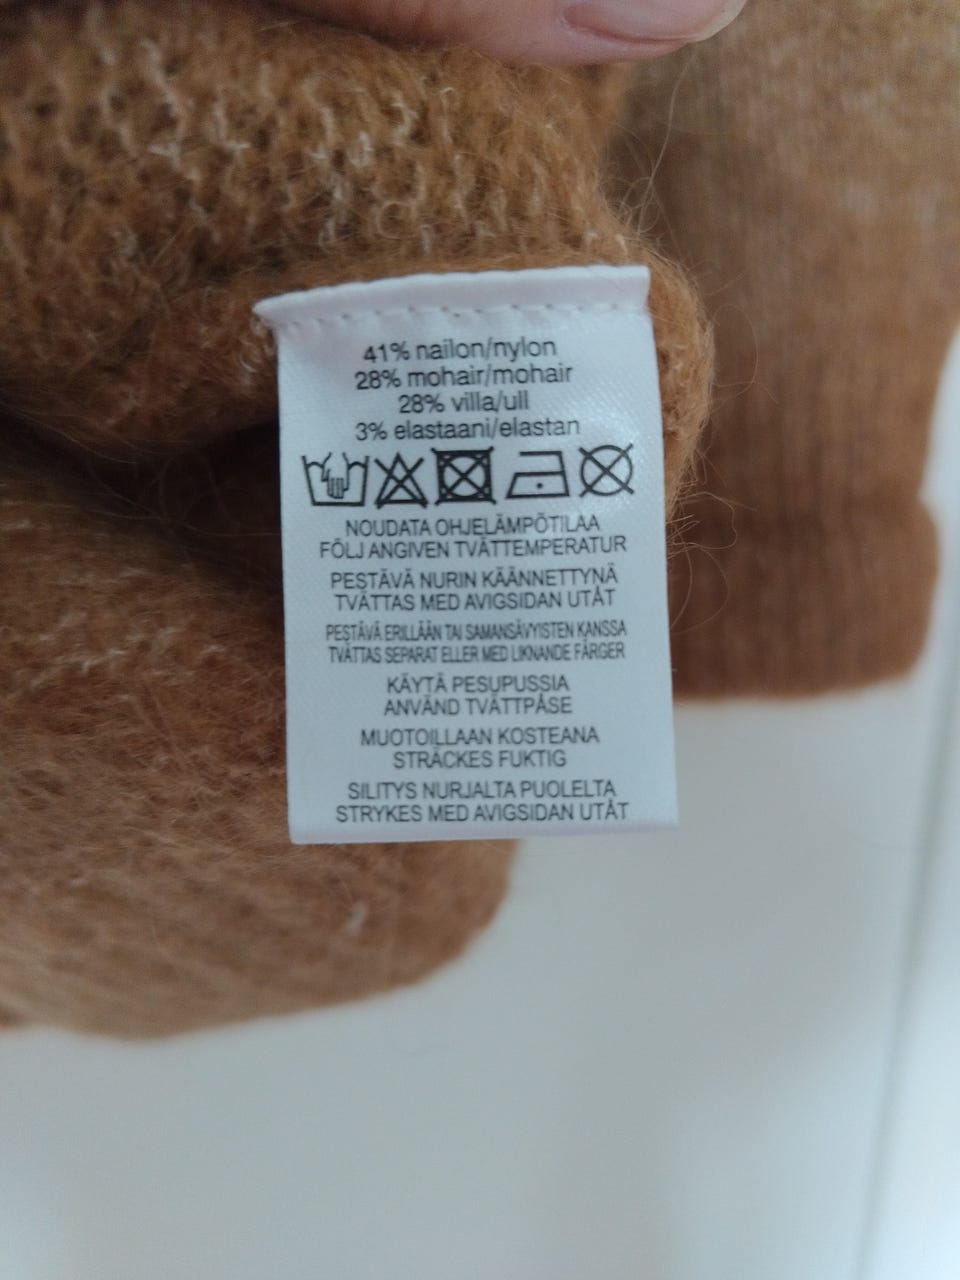 41% nailon/nylon
28% mohair/mohair
28% villa/ull
3% elastaani/elastan
NOUDATA OHJELÄMPÖTILAA
FÖLJ ANGIVEN TVÄTTEMPERATUR
PESTÄVÄ NURIN KÄÄNNETTYNÄ
TVÄTTAS MED AVIGSIDAN UTÅT
PESTÄVÄ ERILLÄÄN TAI SAMANSÄVYISTEN KANSSA
TVÄTTAS SEPARAT ELLER MED LIKNANDE FÄRGER
KÄYTÄ PESUPUSSIA
ANVÄND TVÄTTPÅSE
MUOTOILLAAN KOSTEANA
STRÄCKES FUKTIG
SILITYS NURJALTA PUOLELTA
STRYKES MED AVIGSIDAN UTÅT